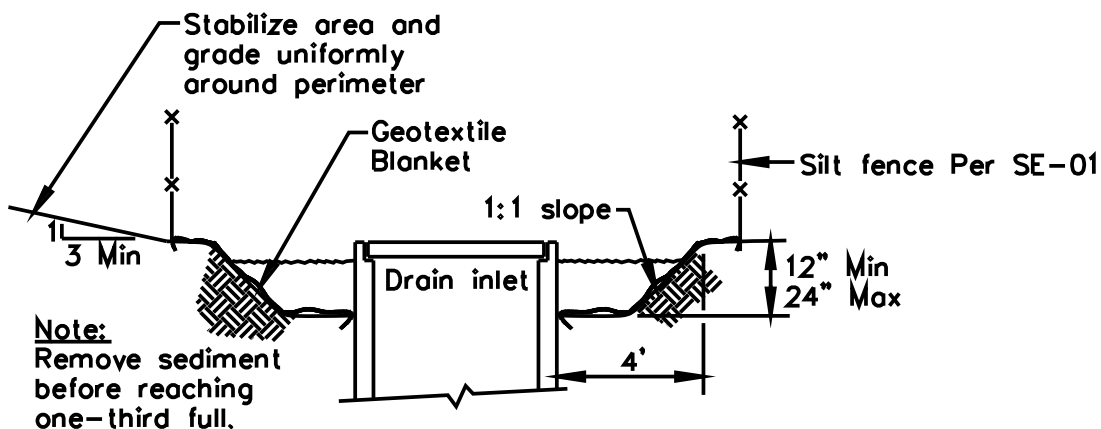 Stabilize area and
grade uniformly
around perimeter
Geotextile
Blanket
Silt fence Per SE-01
1:1 slope
1
3 Min
Drain inlet
12" Min
24" Max
4'
Note:
Remove sediment
before reaching
one-third full.